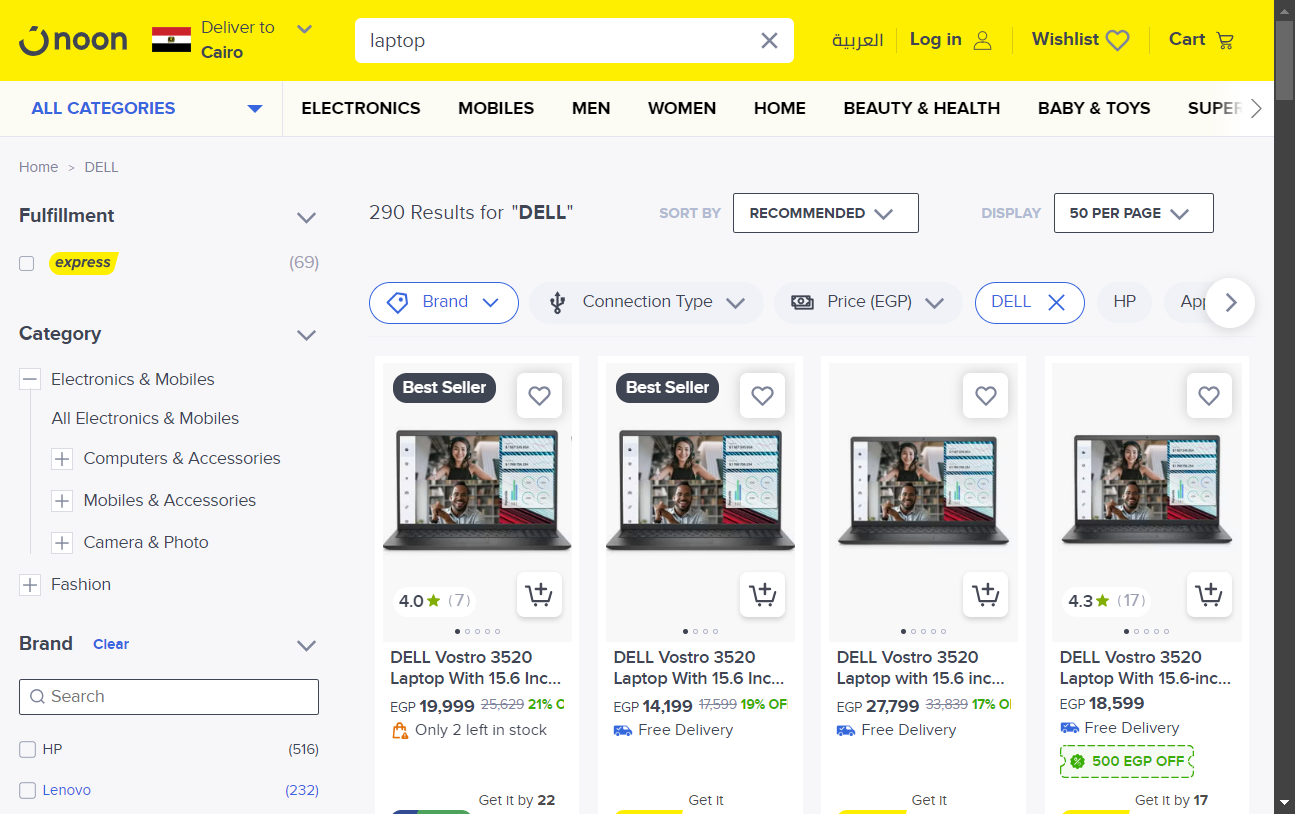 noon
Deliver to
Cairo
laptop
العربية
Log in
Wishlist
Cart
ALL CATEGORIES
ELECTRONICS
MOBILES
MEN
WOMEN
HOME
BEAUTY & HEALTH
BABY & TOYS
SUPER
Home > DELL
Fulfillment
express (69)
Category
Electronics & Mobiles
All Electronics & Mobiles
Computers & Accessories
Mobiles & Accessories
Camera & Photo
Fashion
Brand Clear
Search
HP (516)
Lenovo (232)
290 Results for "DELL"
SORT BY RECOMMENDED
DISPLAY 50 PER PAGE
Brand
Connection Type
Price (EGP)
DELL
HP
App
Best Seller
4.0 (7)
DELL Vostro 3520
Laptop With 15.6 Inc...
EGP 19,999 25,629 21%
Only 2 left in stock
Get it by 22
Best Seller
DELL Vostro 3520
Laptop With 15.6 Inc...
EGP 14,199 17,599 19% OF
Free Delivery
Get it
DELL Vostro 3520
Laptop with 15.6 inc...
EGP 27,799 33,839 17%
Free Delivery
Get it
4.3 (17)
DELL Vostro 3520
Laptop With 15.6-inc...
EGP 18,599
Free Delivery
500 EGP OFF
Get it by 17